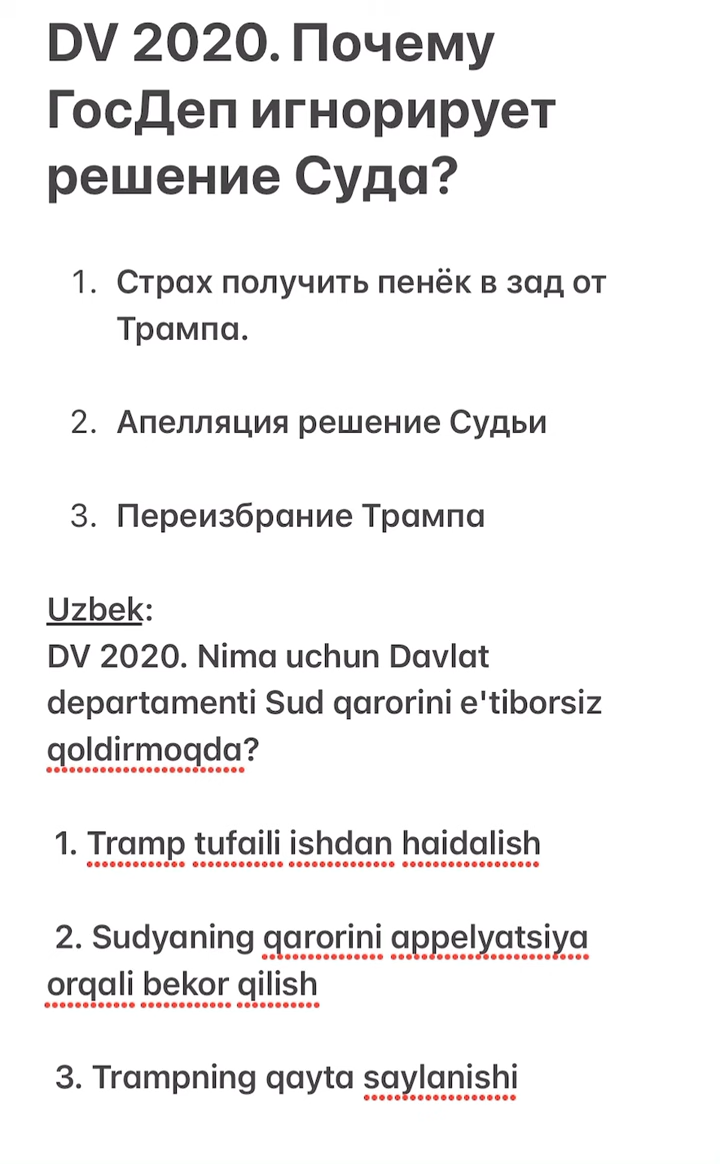 DV 2020. Почему
ГосДеп игнорирует
решение Суда?
1. Страх получить пенёк в зад от
Трампа.
2. Апелляция решение Судьи
3. Переизбрание Трампа
Uzbek:
DV 2020. Nima uchun Davlat
departamenti Sud qarorini e'tiborsiz
qoldirmoqda?
1. Tramp tufaili ishdan haidalish
2. Sudyaning qarorini appelyatsiya
orqali bekor qilish
3. Trampning qayta saylanishi